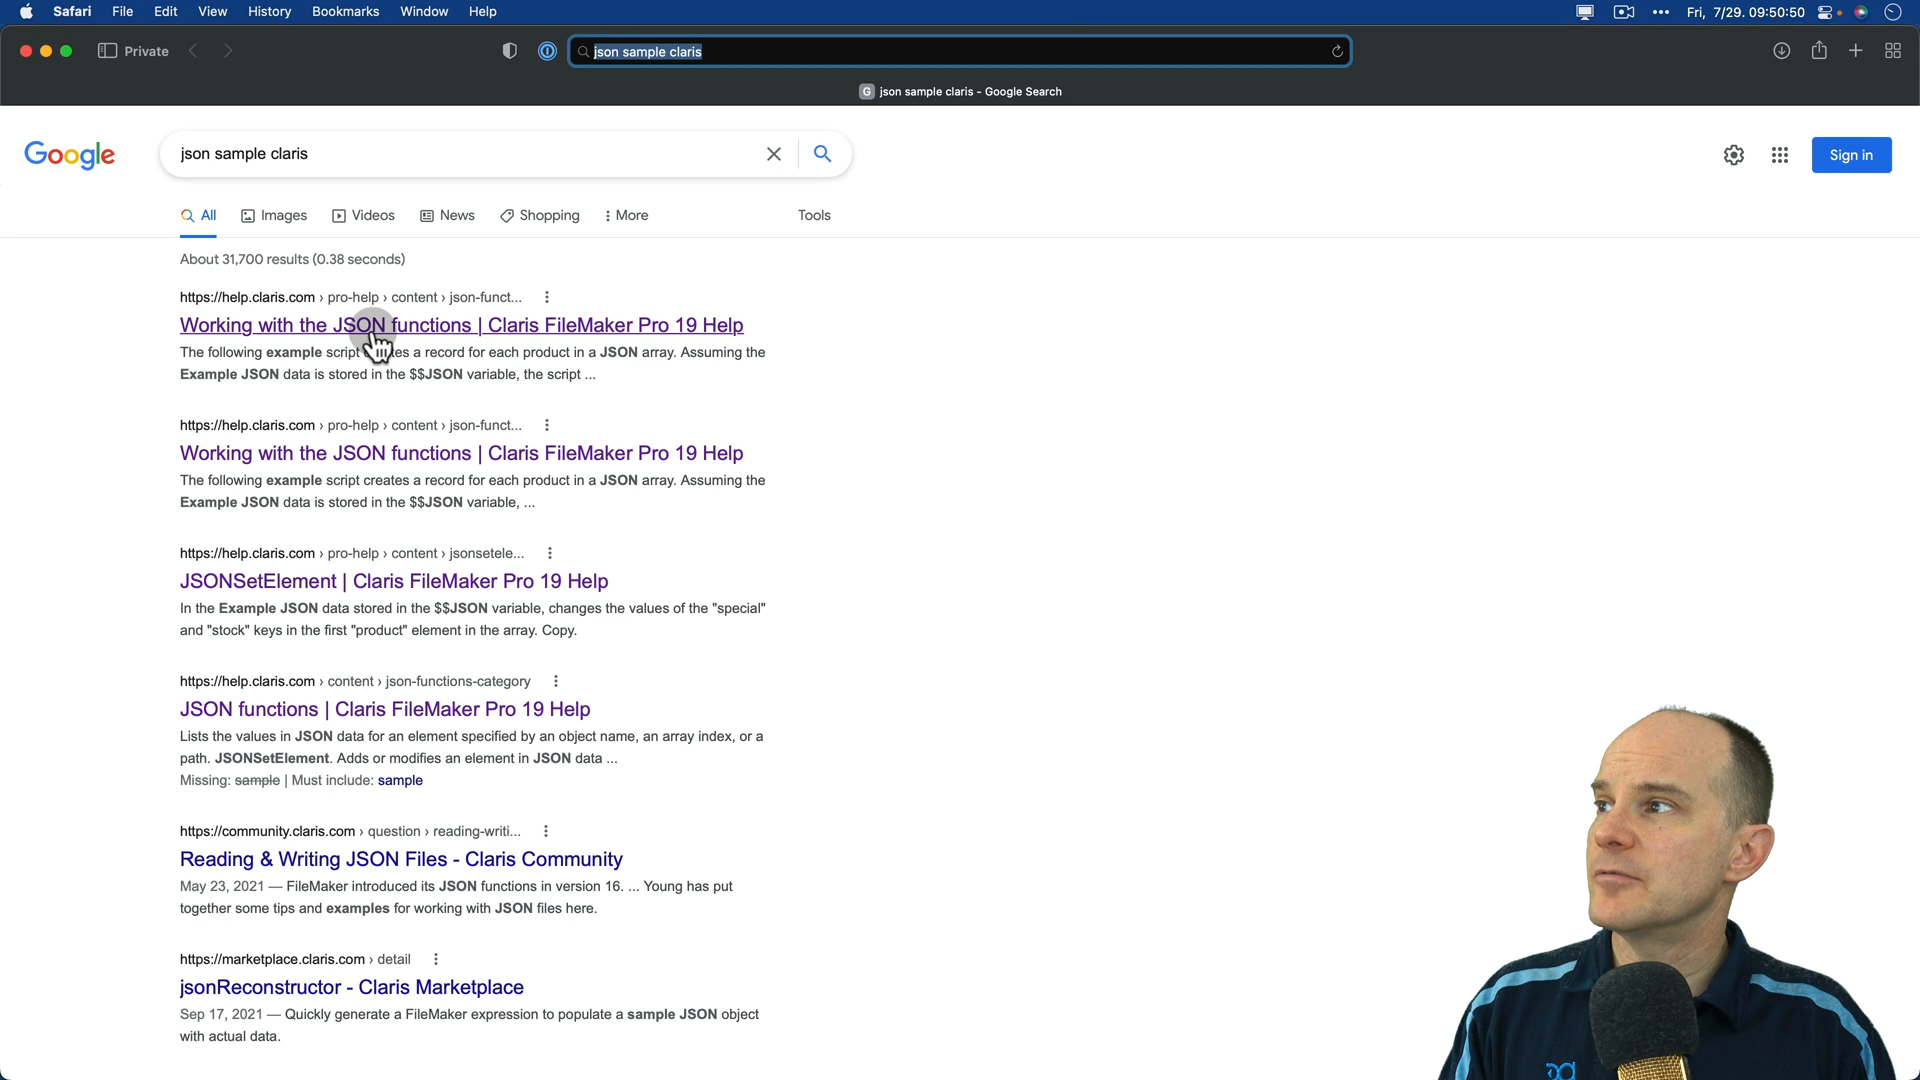 Safari File Edit View History Bookmarks Window Help
Fri, 7/29. 09:50:50
Private
json sample claris
G json sample claris - Google Search
Google
json sample claris
Sign in
All Images Videos News Shopping More Tools
About 31,700 results (0.38 seconds)
https://help.claris.com › pro-help › content › json-funct...
Working with the JSON functions | Claris FileMaker Pro 19 Help
The following example script creates a record for each product in a JSON array. Assuming the
Example JSON data is stored in the $$JSON variable, the script ...
https://help.claris.com › pro-help › content › json-funct...
Working with the JSON functions | Claris FileMaker Pro 19 Help
The following example script creates a record for each product in a JSON array. Assuming the
Example JSON data is stored in the $$JSON variable, ...
https://help.claris.com › pro-help › content › jsonsetele...
JSONSetElement | Claris FileMaker Pro 19 Help
In the Example JSON data stored in the $$JSON variable, changes the values of the "special"
and "stock" keys in the first "product" element in the array. Copy.
https://help.claris.com › content › json-functions-category
JSON functions | Claris FileMaker Pro 19 Help
Lists the values in JSON data for an element specified by an object name, an array index, or a
path. JSONSetElement. Adds or modifies an element in JSON data ...
Missing: sample | Must include: sample
https://community.claris.com › question › reading-writi...
Reading & Writing JSON Files - Claris Community
May 23, 2021 — FileMaker introduced its JSON functions in version 16. ... Young has put
together some tips and examples for working with JSON files here.
https://marketplace.claris.com › detail
jsonReconstructor - Claris Marketplace
Sep 17, 2021 — Quickly generate a FileMaker expression to populate a sample JSON object
with actual data.